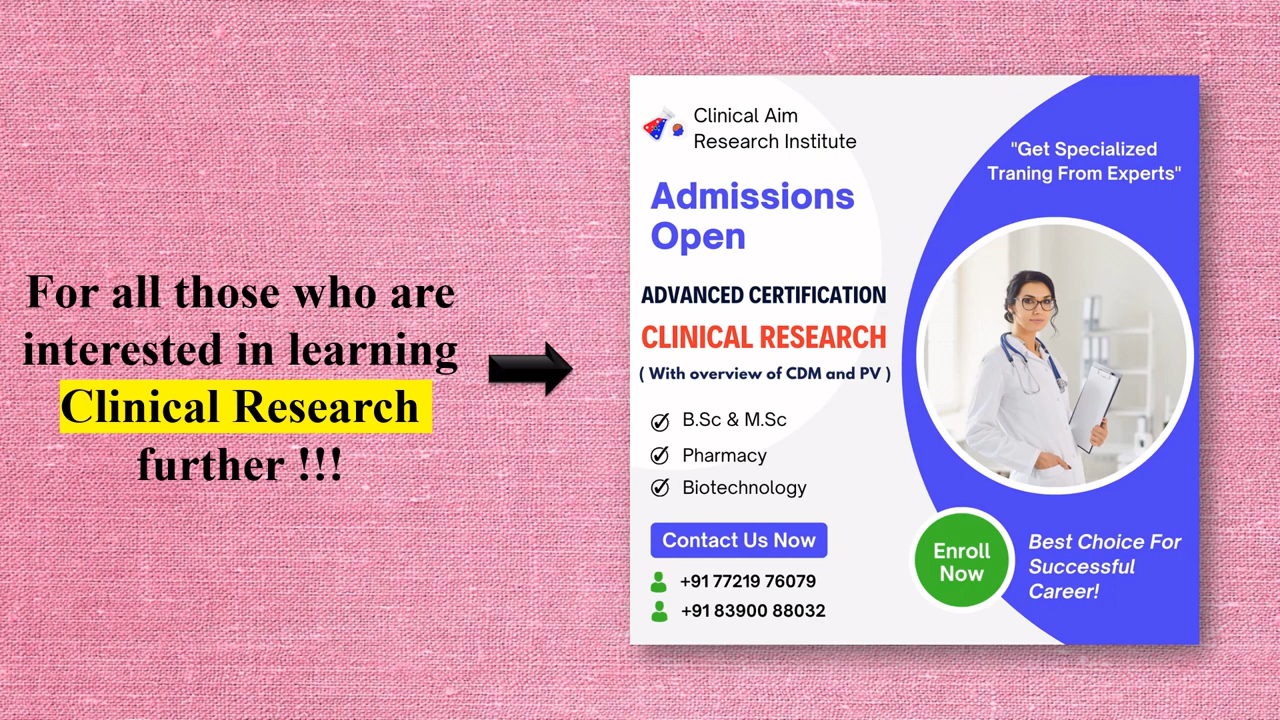 For all those who are
interested in learning
Clinical Research
further !!!
Clinical Aim
Research Institute
Admissions
Open
ADVANCED CERTIFICATION
CLINICAL RESEARCH
( With overview of CDM and PV )
B.Sc & M.Sc
Pharmacy
Biotechnology
Contact Us Now
+91 77219 76079
+91 83900 88032
"Get Specialized
Traning From Experts"
Enroll
Now
Best Choice For
Successful
Career!